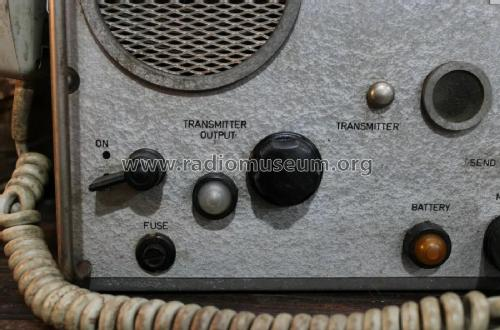 TRANSMITTER
OUTPUT
TRANSMITTER
ON
www.radiomuseum.org
SEND
BATTERY
FUSE